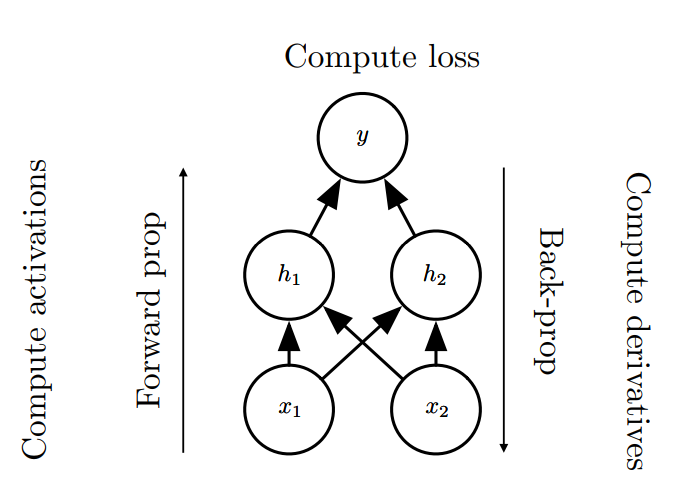 Compute loss
y
Compute activations
Forward prop
h₁
h₂
Back-prop
Compute derivatives
x₁
x₂